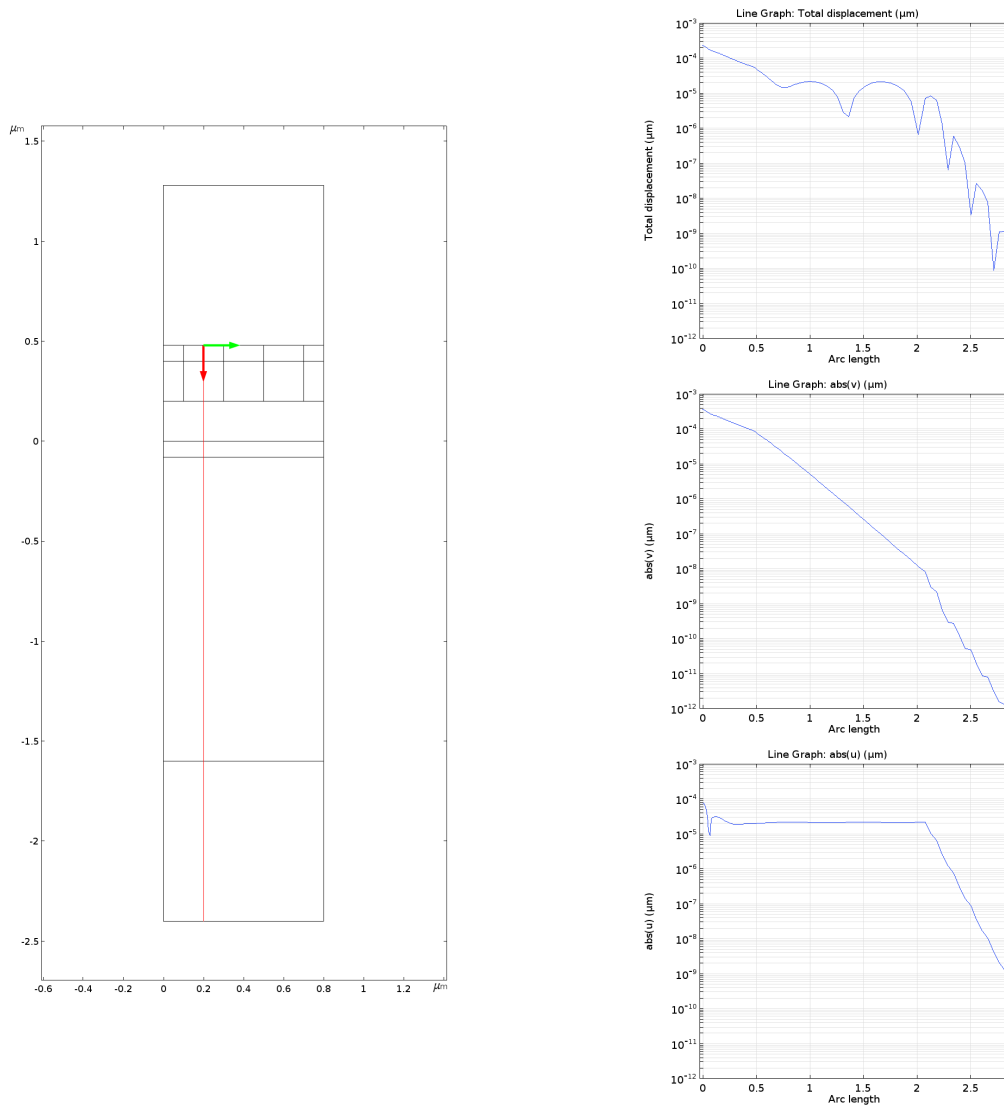 µm
1.5
1
0.5
0
-0.5
-1
-1.5
-2
-2.5
-0.6 -0.4 -0.2 0 0.2 0.4 0.6 0.8 1 1.2 µm
Line Graph: Total displacement (µm)
Total displacement (µm)
10⁻³
10⁻⁴
10⁻⁵
10⁻⁶
10⁻⁷
10⁻⁸
10⁻⁹
10⁻¹⁰
10⁻¹¹
10⁻¹²
0 0.5 1 1.5 2 2.5
Arc length
Line Graph: abs(v) (µm)
abs(v) (µm)
10⁻³
10⁻⁴
10⁻⁵
10⁻⁶
10⁻⁷
10⁻⁸
10⁻⁹
10⁻¹⁰
10⁻¹¹
10⁻¹²
0 0.5 1 1.5 2 2.5
Arc length
Line Graph: abs(u) (µm)
abs(u) (µm)
10⁻³
10⁻⁴
10⁻⁵
10⁻⁶
10⁻⁷
10⁻⁸
10⁻⁹
10⁻¹⁰
10⁻¹¹
10⁻¹²
0 0.5 1 1.5 2 2.5
Arc length